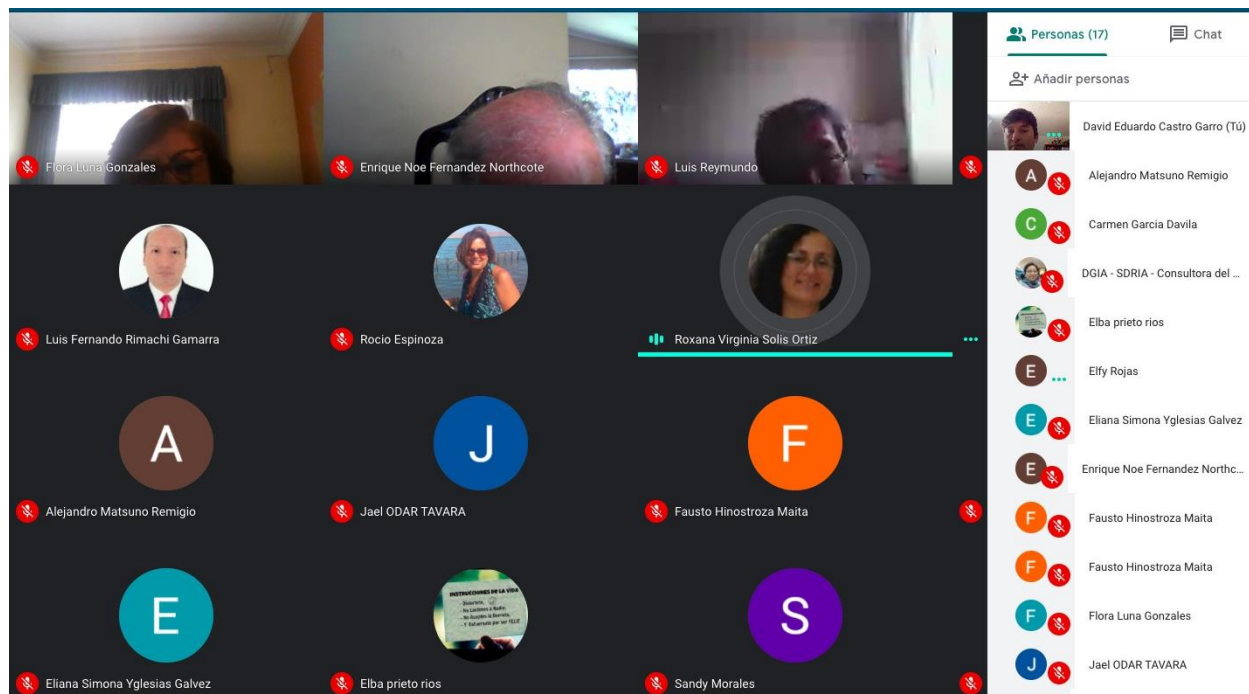 Flora Luna Gonzales
Enrique Noe Fernandez Northcote
Luis Reymundo
Luis Fernando Rimachi Gamarra
Rocio Espinoza
Roxana Virginia Solis Ortiz
A
J
F
Alejandro Matsuno Remigio
Jael ODAR TAVARA
Fausto Hinostroza Maita
E
INSTRUCCIONES DE LA VIDA
S
Eliana Simona Yglesias Galvez
Elba prieto rios
Sandy Morales
Personas (17)
Chat
Añadir personas
David Eduardo Castro Garro (Tú)
A
Alejandro Matsuno Remigio
C
Carmen Garcia Davila
DGIA - SDRIA - Consultora del ...
Elba prieto rios
E
Elfy Rojas
E
Eliana Simona Yglesias Galvez
E
Enrique Noe Fernandez Northc...
F
Fausto Hinostroza Maita
F
Fausto Hinostroza Maita
F
Flora Luna Gonzales
J
Jael ODAR TAVARA